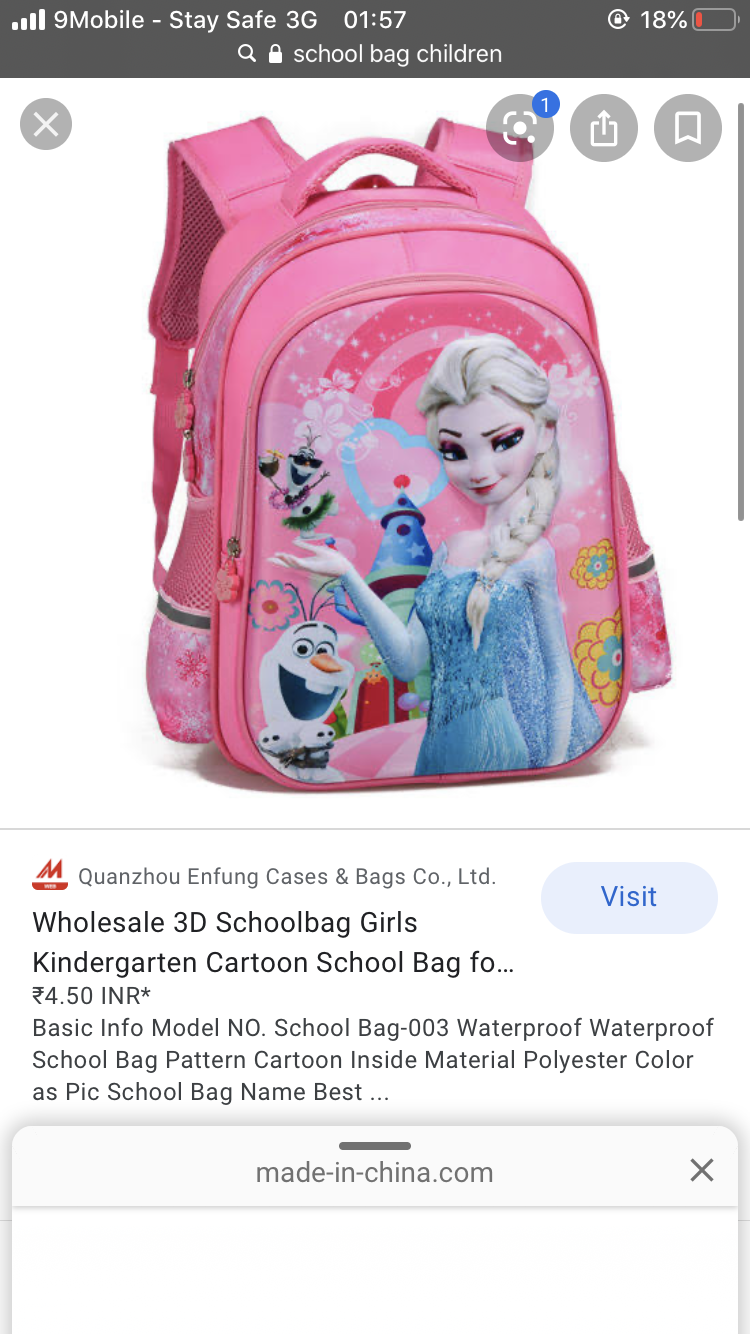 9Mobile - Stay Safe 3G 01:57 18%
school bag children
1
WEB
Quanzhou Enfung Cases & Bags Co., Ltd.
Visit
Wholesale 3D Schoolbag Girls
Kindergarten Cartoon School Bag fo...
₹4.50 INR*
Basic Info Model NO. School Bag-003 Waterproof Waterproof
School Bag Pattern Cartoon Inside Material Polyester Color
as Pic School Bag Name Best ...
made-in-china.com